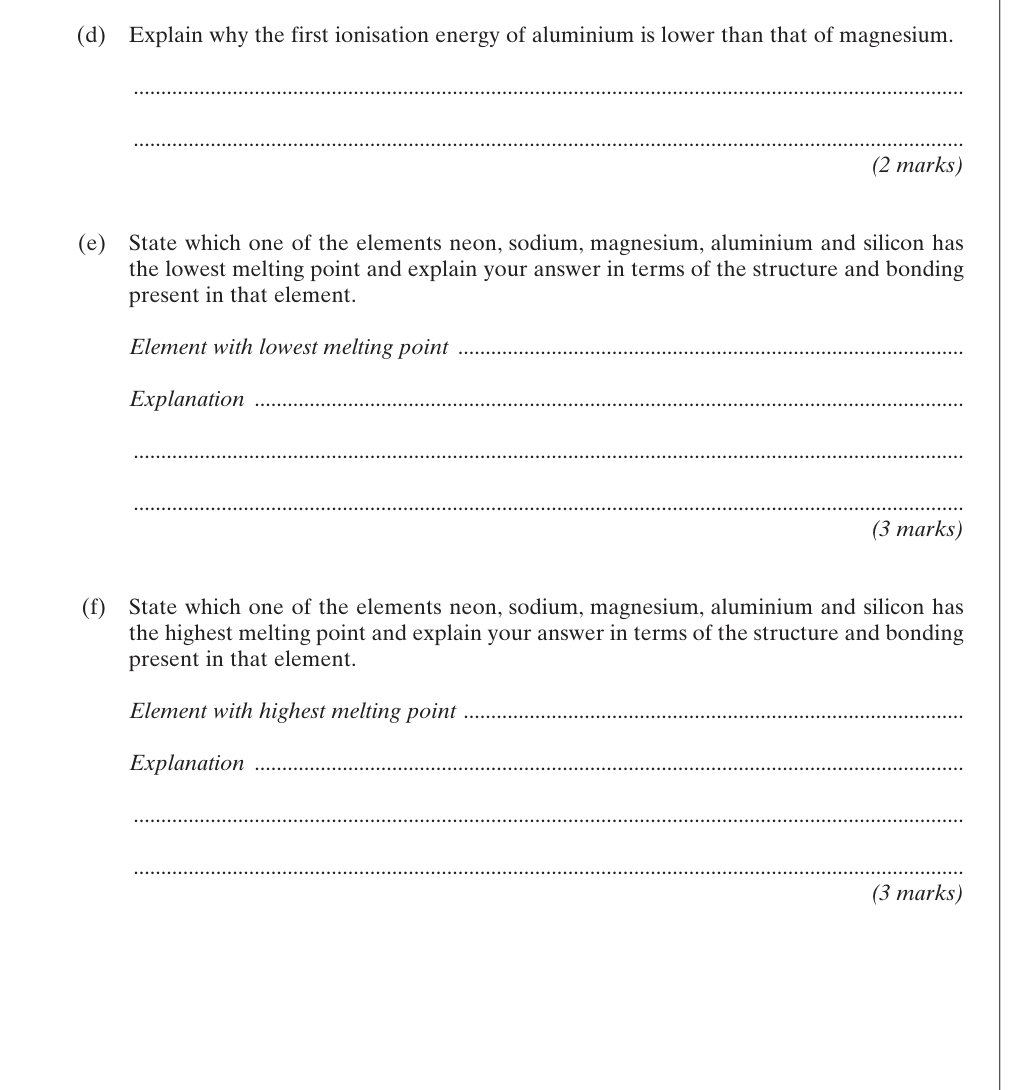 (d) Explain why the first ionisation energy of aluminium is lower than that of magnesium.
................................................................................
................................................................................
(2 marks)
(e) State which one of the elements neon, sodium, magnesium, aluminium and silicon has
the lowest melting point and explain your answer in terms of the structure and bonding
present in that element.
Element with lowest melting point ................................................................................
Explanation ................................................................................
................................................................................
................................................................................
(3 marks)
(f) State which one of the elements neon, sodium, magnesium, aluminium and silicon has
the highest melting point and explain your answer in terms of the structure and bonding
present in that element.
Element with highest melting point ................................................................................
Explanation ................................................................................
................................................................................
................................................................................
(3 marks)